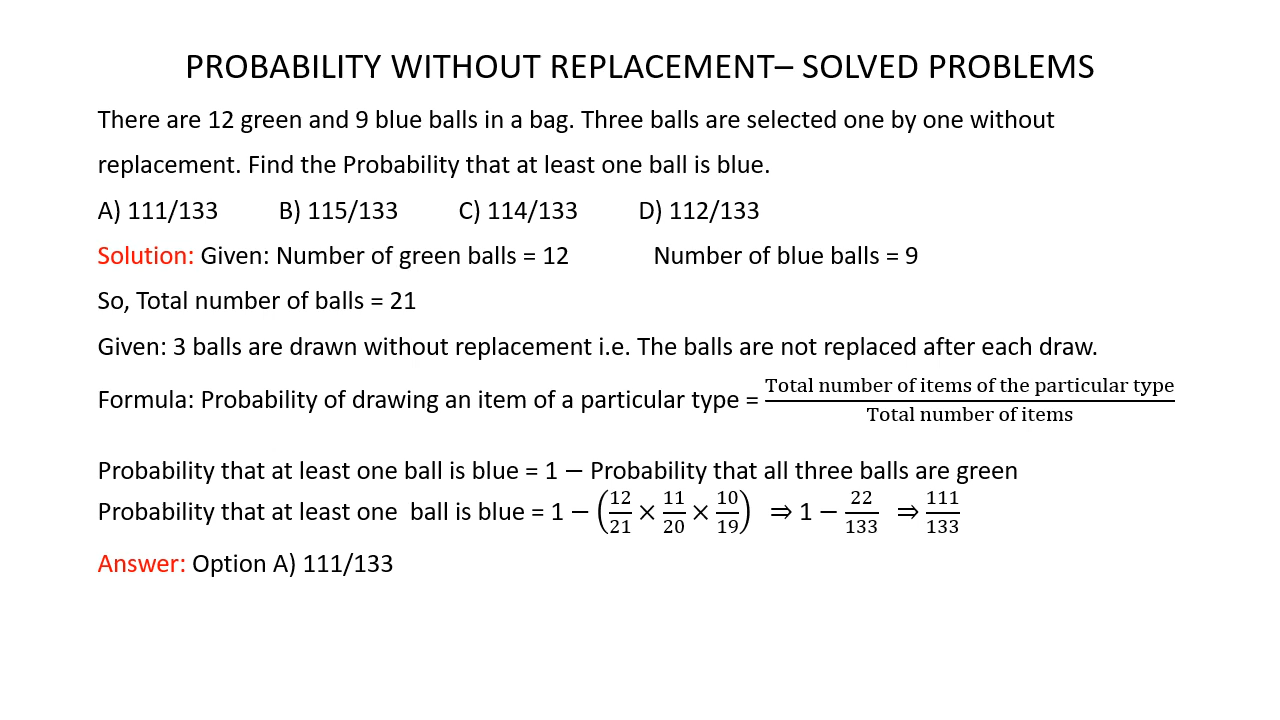 PROBABILITY WITHOUT REPLACEMENT– SOLVED PROBLEMS
There are 12 green and 9 blue balls in a bag. Three balls are selected one by one without
replacement. Find the Probability that at least one ball is blue.
A) 111/133 B) 115/133 C) 114/133 D) 112/133
Solution: Given: Number of green balls = 12 Number of blue balls = 9
So, Total number of balls = 21
Given: 3 balls are drawn without replacement i.e. The balls are not replaced after each draw.
Formula: Probability of drawing an item of a particular type = Total number of items of the particular type / Total number of items
Probability that at least one ball is blue = 1 − Probability that all three balls are green
Probability that at least one  ball is blue = 1 − (12/21 × 11/20 × 10/19) ⇒ 1 − 22/133 ⇒ 111/133
Answer: Option A) 111/133